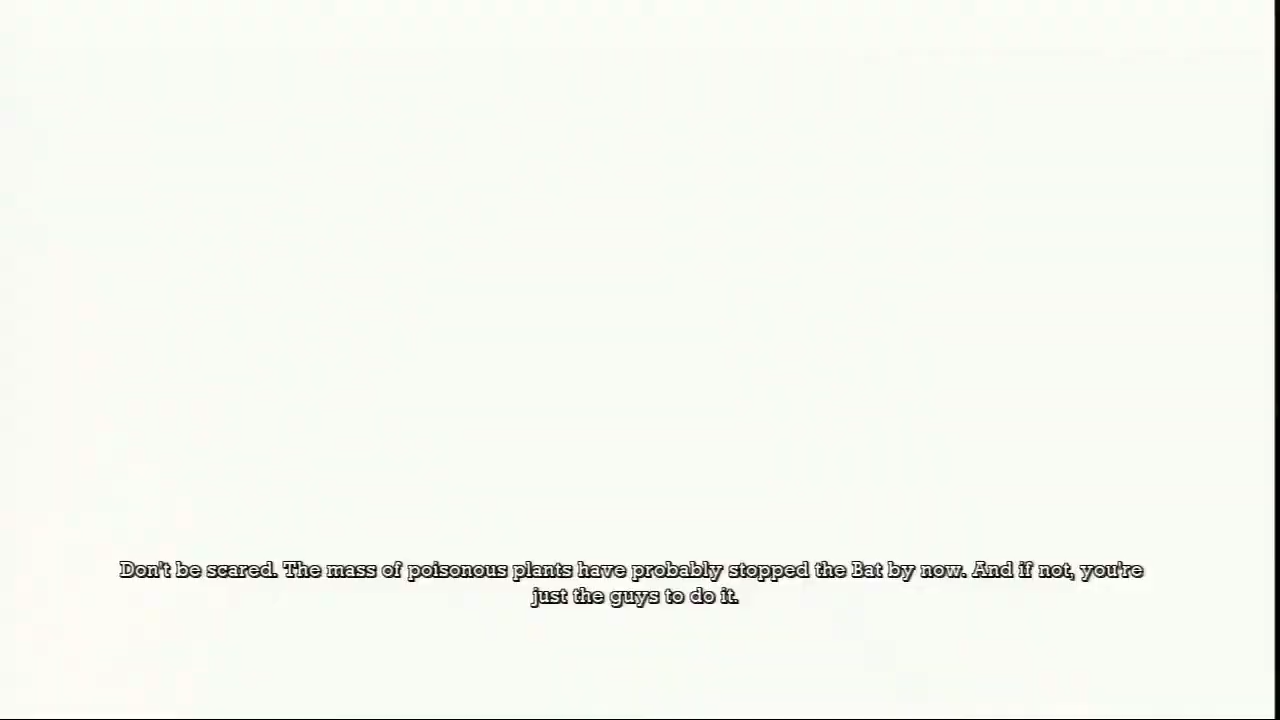 Don't be scared. The mass of poisonous plants have probably stopped the Bat by now. And if not, you're
just the guys to do it.